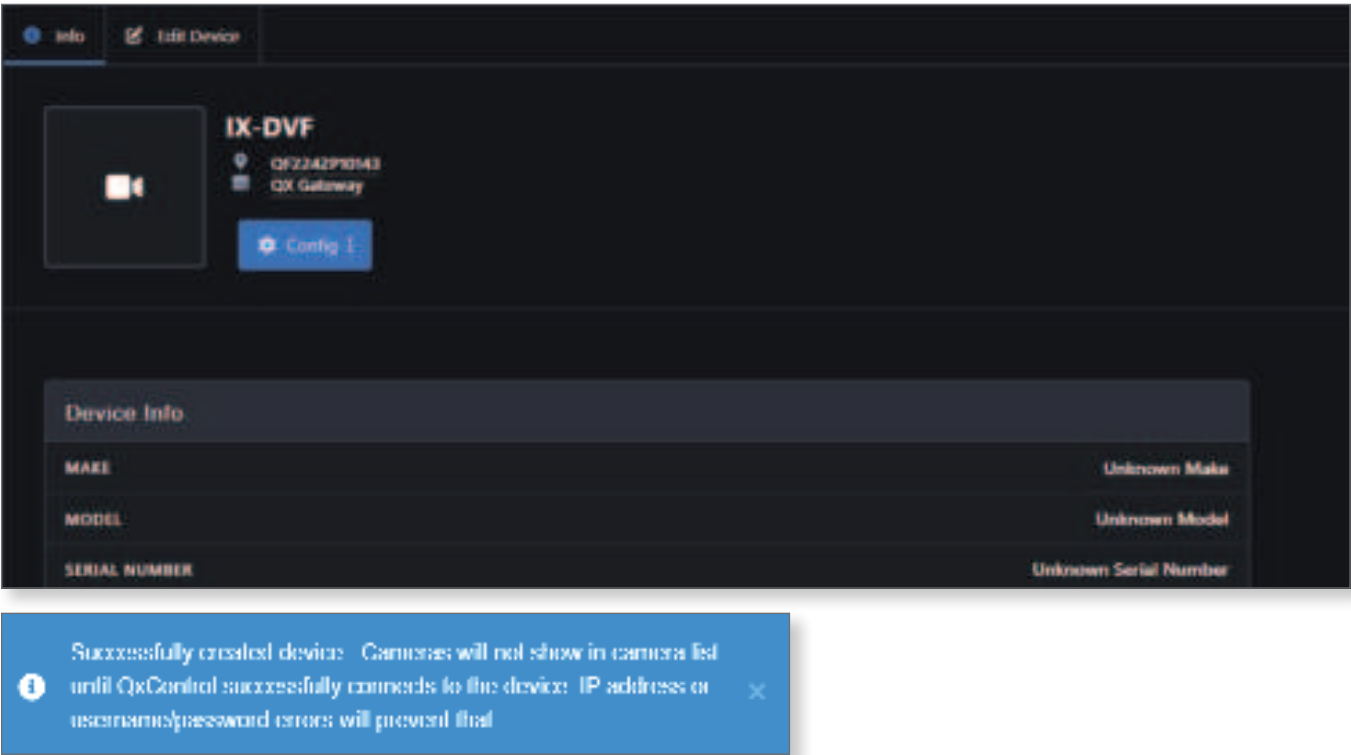 Info
Edit Device
IX-DVF
QF2242P10143
QX Gateway
Config
Device Info
MAKE
Unknown Make
MODEL
Unknown Model
SERIAL NUMBER
Unknown Serial Number
Successfully created device. Cameras will not show in camera list
until QxControl successfully connects to the device. IP address or
username/password errors will prevent that